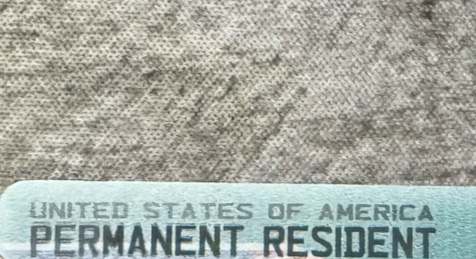 UNITED STATES OF AMERICA
PERMANENT RESIDENT